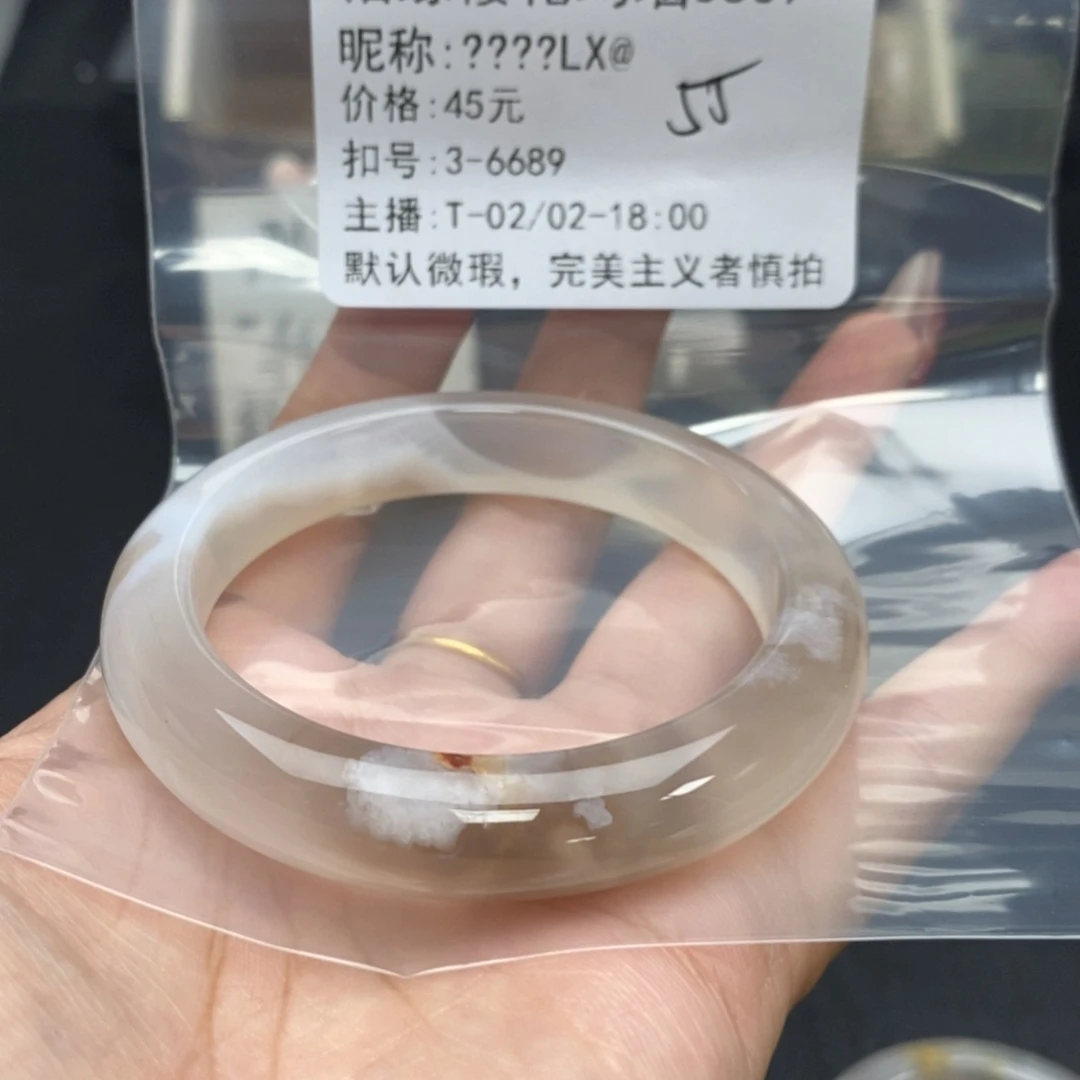 昵称:????LX@
价格:45元
扣号:3-6689
主播:T-02/02-18:00
默认微瑕，完美主义者慎拍